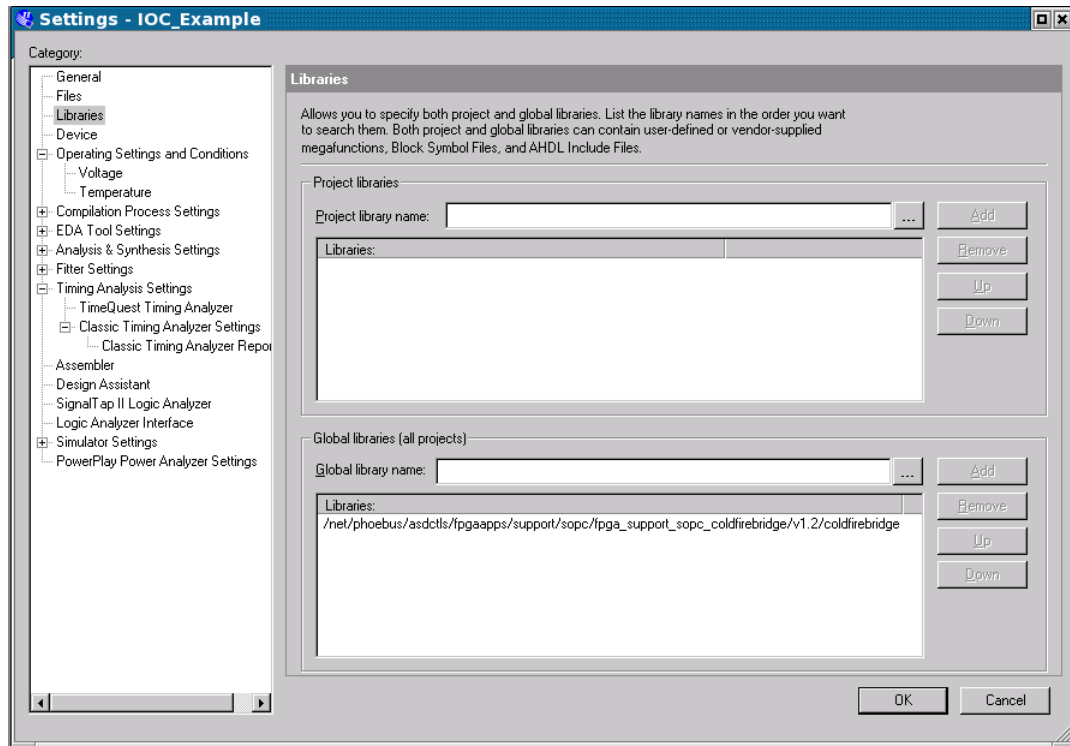 Settings - IOC_Example
Category:
General
Files
Libraries
Device
Operating Settings and Conditions
Voltage
Temperature
Compilation Process Settings
EDA Tool Settings
Analysis & Synthesis Settings
Fitter Settings
Timing Analysis Settings
TimeQuest Timing Analyzer
Classic Timing Analyzer Settings
Classic Timing Analyzer Repor
Assembler
Design Assistant
SignalTap II Logic Analyzer
Logic Analyzer Interface
Simulator Settings
PowerPlay Power Analyzer Settings
Libraries
Allows you to specify both project and global libraries. List the library names in the order you want
to search them. Both project and global libraries can contain user-defined or vendor-supplied
megafunctions, Block Symbol Files, and AHDL Include Files.
Project libraries
Project library name: ... Add
Libraries:
Remove
Up
Down
Global libraries (all projects)
Global library name: ... Add
Libraries:
/net/phoebus/asdctls/fpgaapps/support/sopc/fpga_support_sopc_coldfirebridge/v1.2/coldfirebridge
Remove
Up
Down
OK Cancel